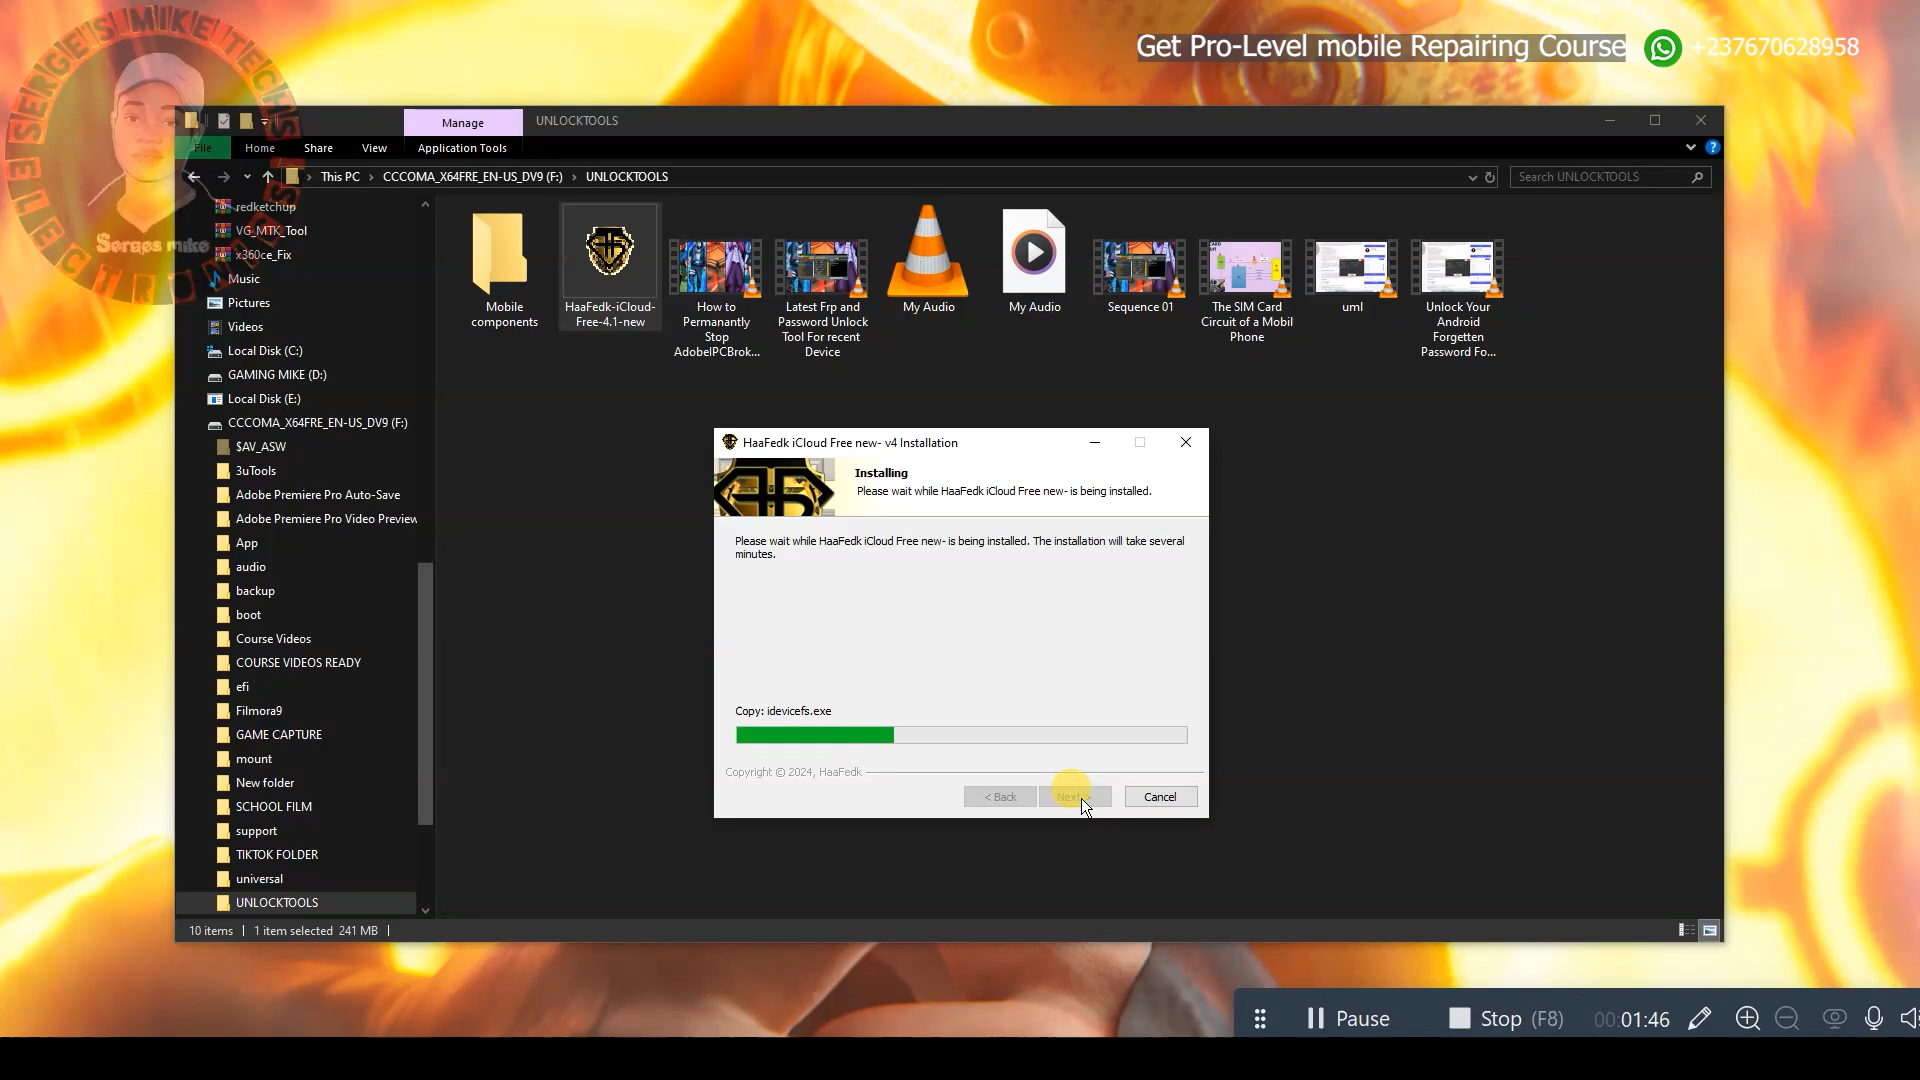 SERGE'S MIKE TECH
ELECTRONICS
Serges mike
Get Pro-Level mobile Repairing Course
+237670628958
Manage
UNLOCKTOOLS
File
Home
Share
View
Application Tools
This PC
CCCOMA_X64FRE_EN-US_DV9 (F:)
UNLOCKTOOLS
Search UNLOCKTOOLS
redketchup
VG_MTK_Tool
x360ce_Fix
Music
Pictures
Videos
Local Disk (C:)
GAMING MIKE (D:)
Local Disk (E:)
CCCOMA_X64FRE_EN-US_DV9 (F:)
$AV_ASW
3uTools
Adobe Premiere Pro Auto-Save
Adobe Premiere Pro Video Preview
App
audio
backup
boot
Course Videos
COURSE VIDEOS READY
efi
Filmora9
GAME CAPTURE
mount
New folder
SCHOOL FILM
support
TIKTOK FOLDER
universal
UNLOCKTOOLS
Mobile
components
HaaFedk-iCloud-
Free-4.1-new
How to
Permanantly
Stop
AdobeIPCBrok...
Latest Frp and
Password Unlock
Tool For recent
Device
My Audio
My Audio
Sequence 01
The SIM Card
Circuit of a Mobil
Phone
uml
Unlock Your
Android
Forgetten
Password Fo...
HaaFedk iCloud Free new- v4 Installation
Installing
Please wait while HaaFedk iCloud Free new- is being installed.
Please wait while HaaFedk iCloud Free new- is being installed. The installation will take several
minutes.
Copy: idevicefs.exe
Copyright © 2024, HaaFedk
< Back
Next >
Cancel
10 items
1 item selected 241 MB
Pause
Stop (F8)
00:01:46